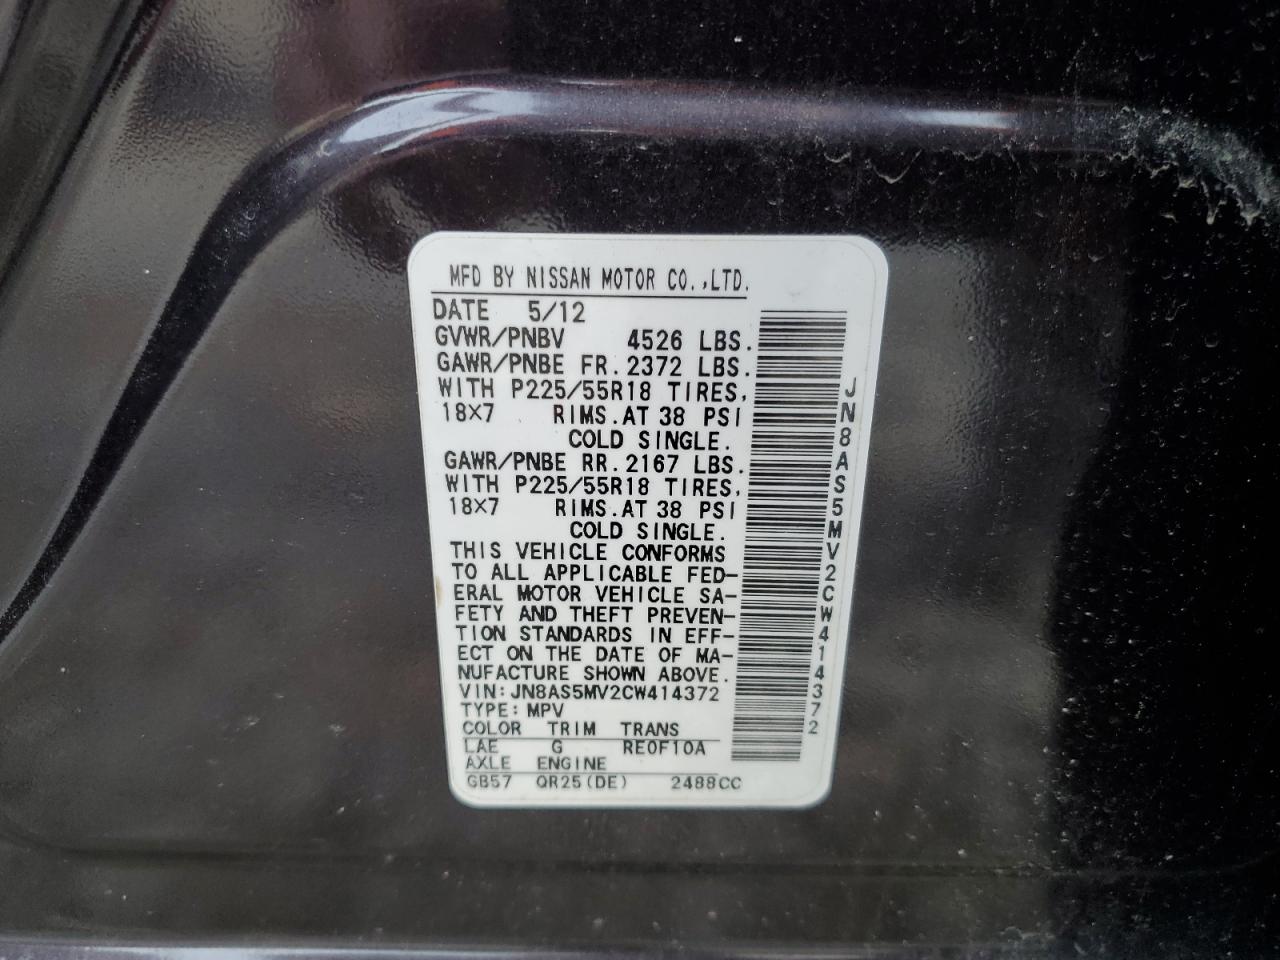 MFD BY NISSAN MOTOR CO.,LTD.
DATE 5/12
GVWR/PNBV 4526 LBS.
GAWR/PNBE FR. 2372 LBS.
WITH P225/55R18 TIRES,
18X7 RIMS.AT 38 PSI
COLD SINGLE.
GAWR/PNBE RR. 2167 LBS.
WITH P225/55R18 TIRES,
18X7 RIMS.AT 38 PSI
COLD SINGLE.
THIS VEHICLE CONFORMS
TO ALL APPLICABLE FED-
ERAL MOTOR VEHICLE SA-
FETY AND THEFT PREVEN-
TION STANDARDS IN EFF-
ECT ON THE DATE OF MA-
NUFACTURE SHOWN ABOVE.
VIN:JN8AS5MV2CW414372
TYPE:MPV
COLOR TRIM TRANS
LAE G RE0F10A
AXLE ENGINE
GB57 QR25(DE) 2488CC
JN8AS5MV2CW414372